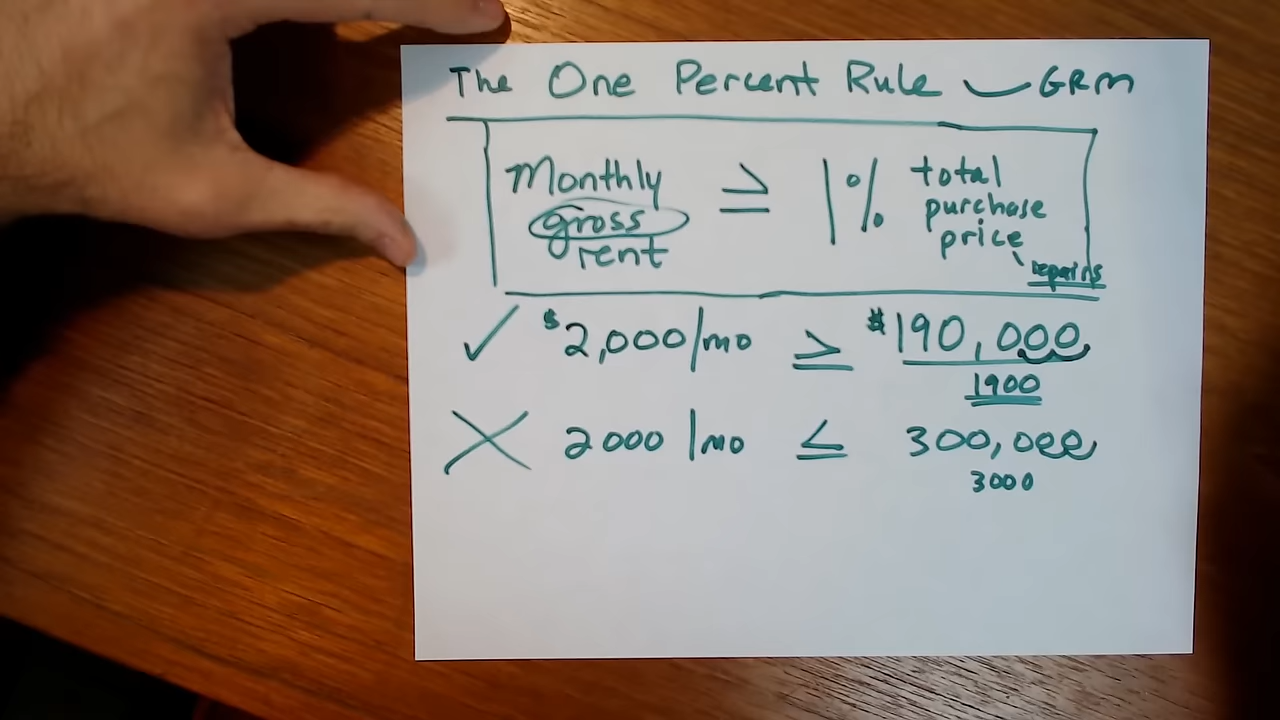 The One Percent Rule – GRM
Monthly gross rent ≥ 1% total purchase price
repairs
✓ $2,000/mo ≥ $190,000
1900
X 2000/mo ≤ 300,000
3000